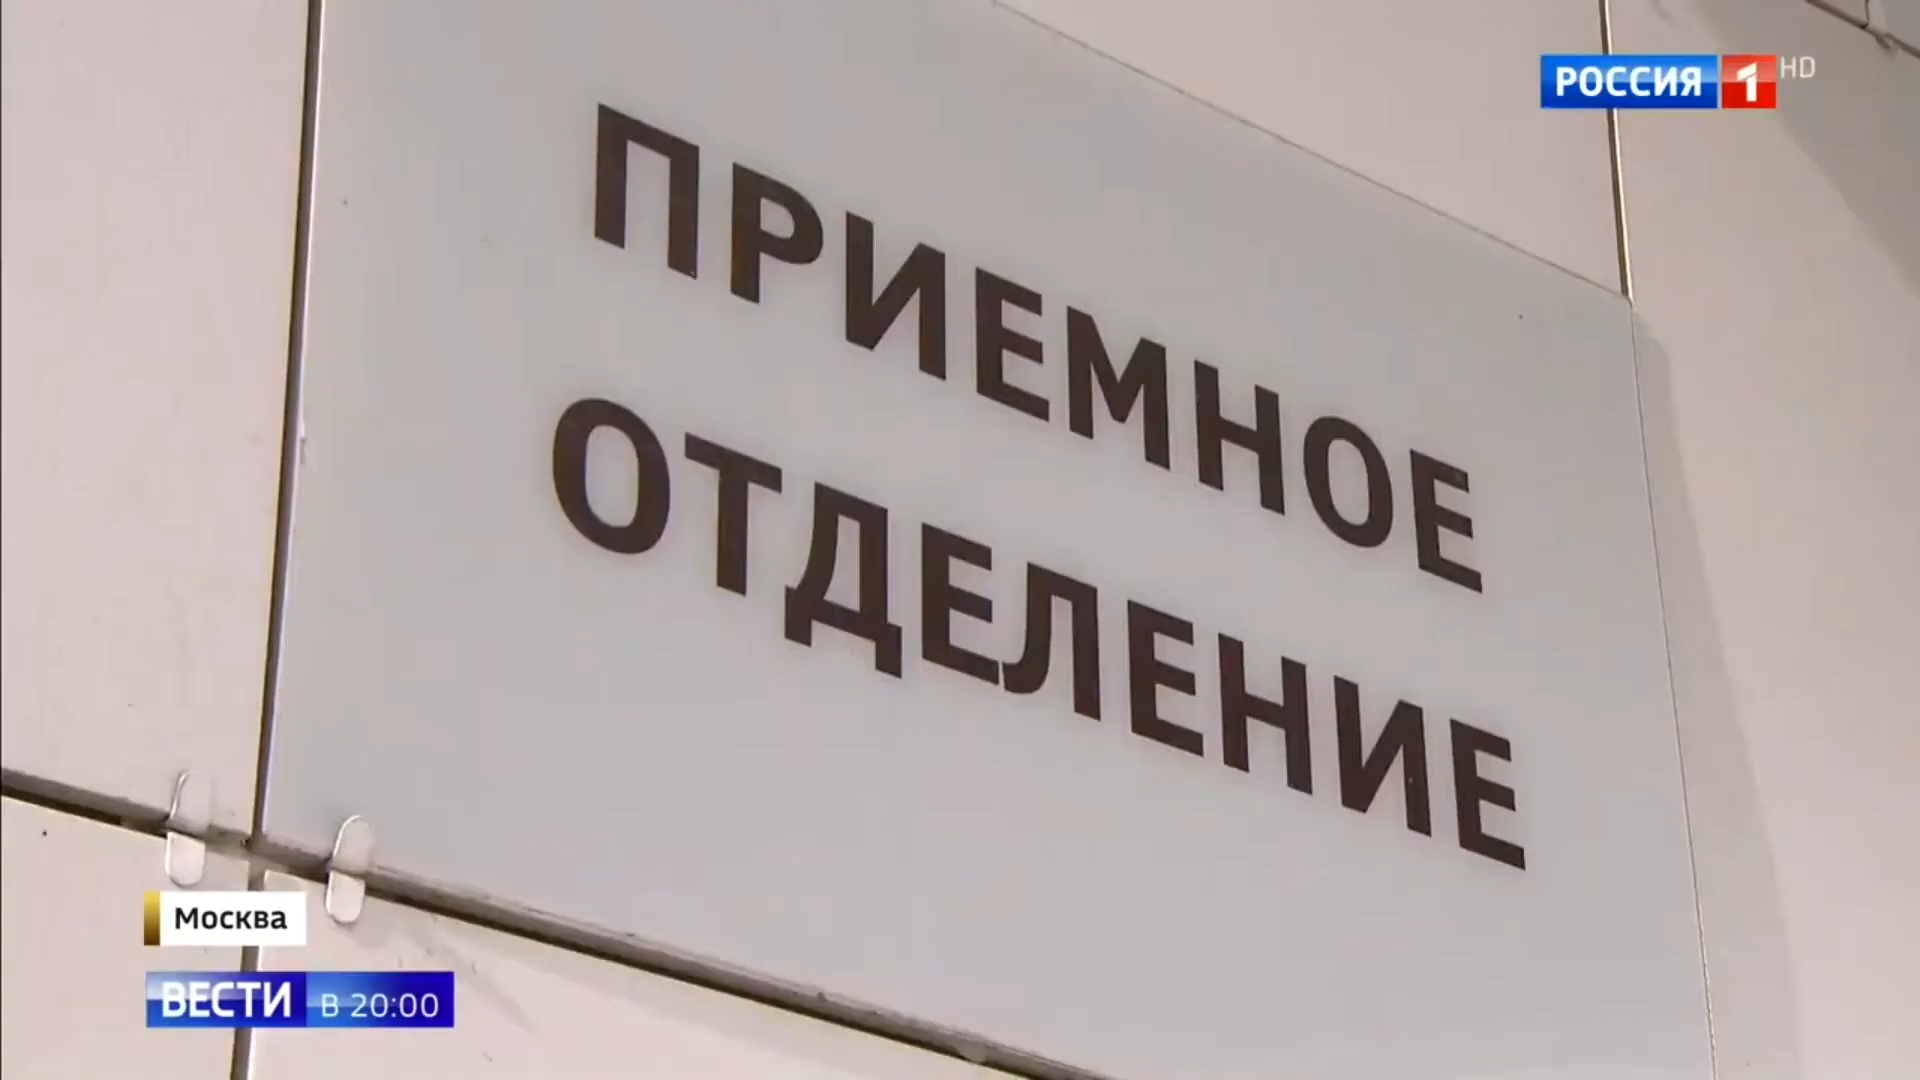 РОССИЯ 1 HD
ПРИЕМНОЕ
ОТДЕЛЕНИЕ
Москва
ВЕСТИ В 20:00